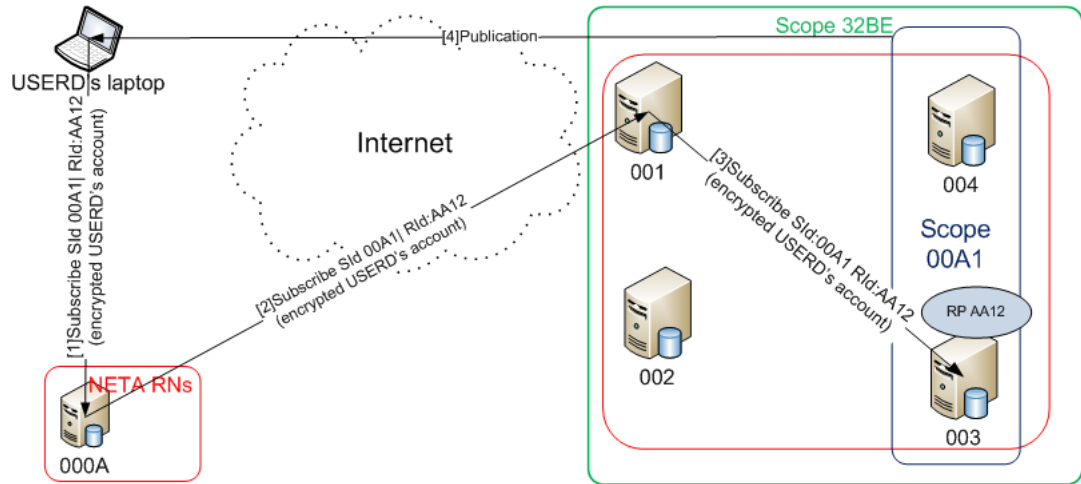 Scope 32BE
[4]Publication
USERD's laptop
[1]Subscribe SId 00A1| RId:AA12
(encrypted USERD's account)
Internet
[2]Subscribe SId 00A1| RId:AA12
(encrypted USERD's account)
001
[3]Subscribe SId:00A1 RId:AA12
(encrypted USERD's account)
004
Scope
00A1
RP AA12
002
003
NETA RNs
000A